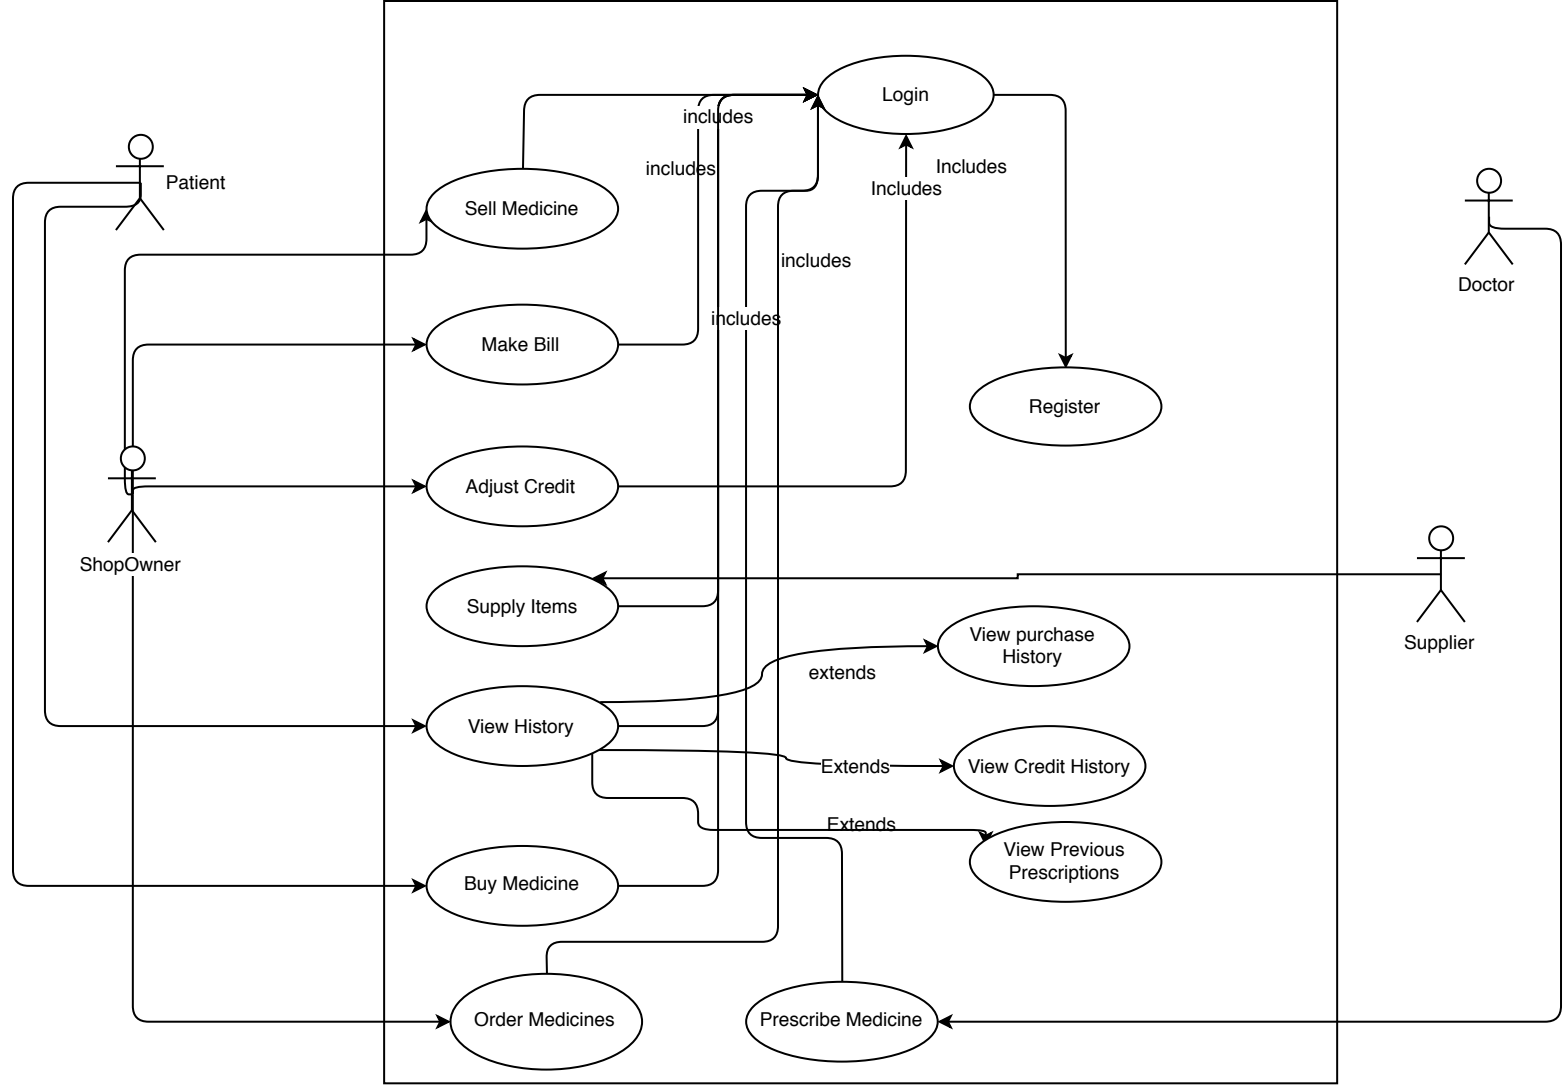 Login
includes
Includes
includes
Patient
Includes
Sell Medicine
includes
Doctor
includes
Make Bill
Register
Adjust Credit
ShopOwner
Supply Items
View purchase
History
Supplier
extends
View History
Extends
View Credit History
Extends
View Previous
Prescriptions
Buy Medicine
Order Medicines
Prescribe Medicine